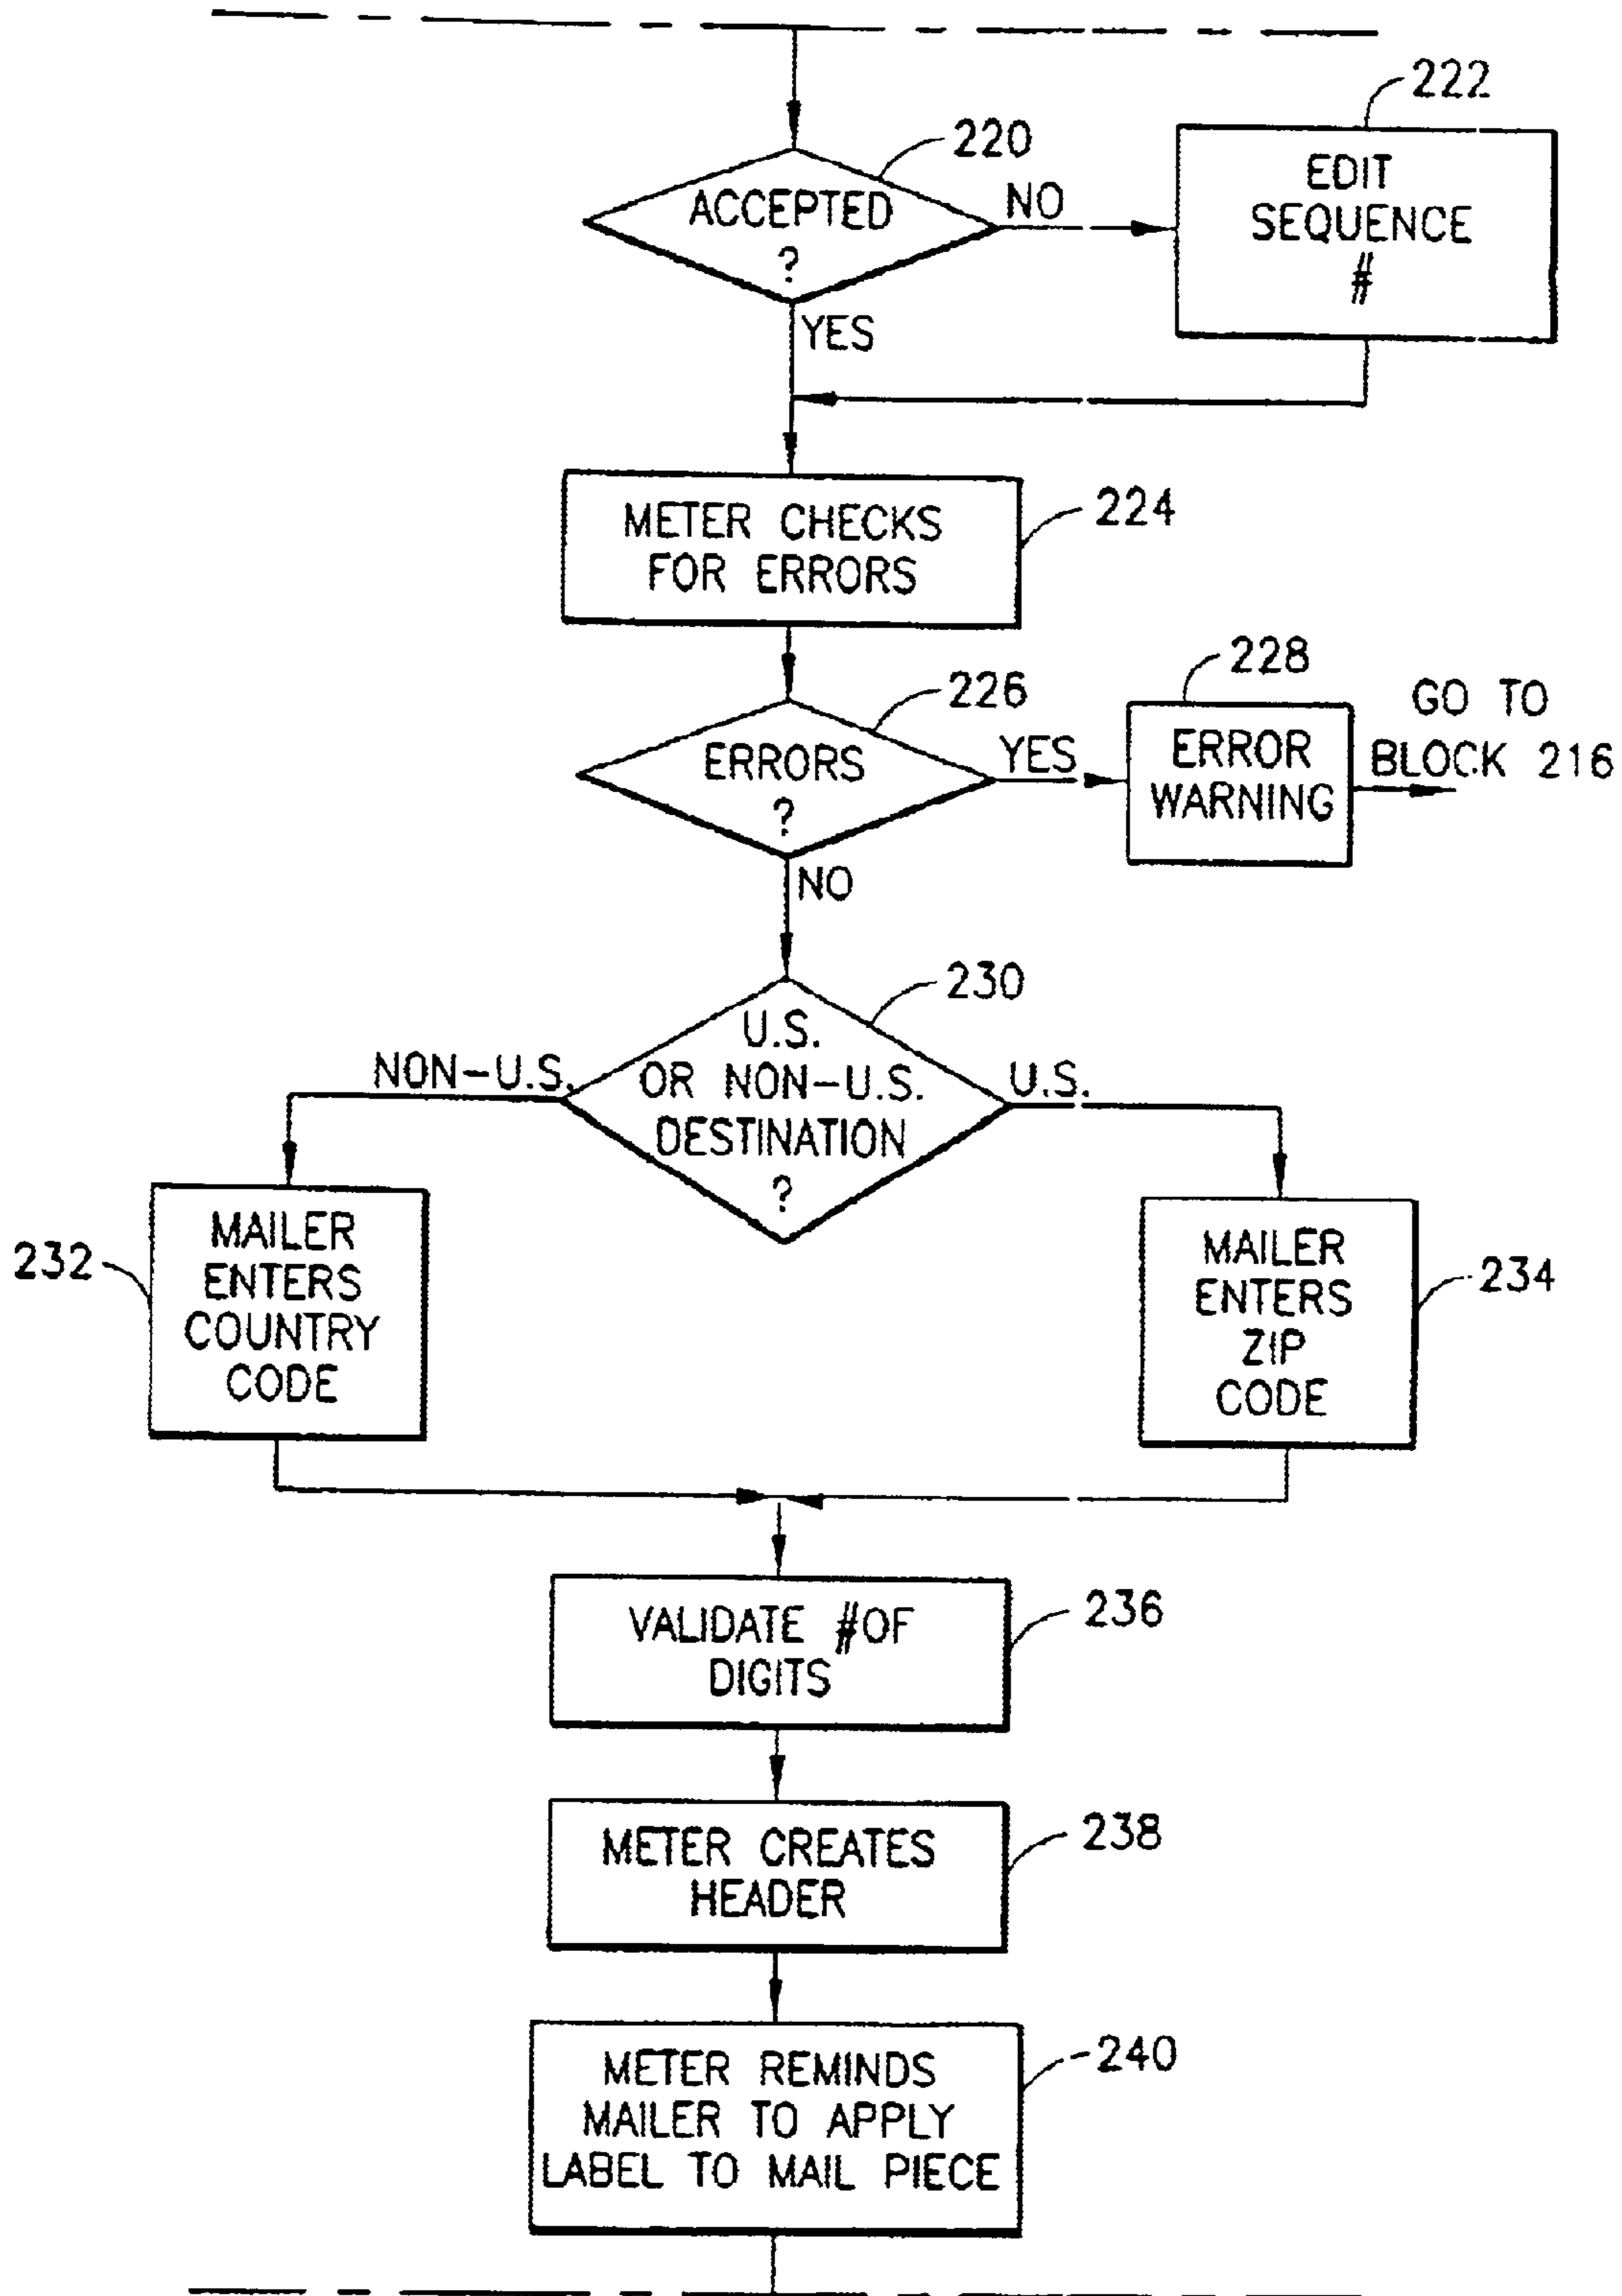 222
220
EDIT
SEQUENCE
#
ACCEPTED
?
NO
YES
METER CHECKS
FOR ERRORS
224
228
GO TO
BLOCK 216
226
ERRORS
?
YES
ERROR
WARNING
NO
230
U.S.
OR NON-U.S.
DESTINATION
?
NON-U.S.
U.S.
232
MAILER
ENTERS
COUNTRY
CODE
MAILER
ENTERS
ZIP
CODE
234
VALIDATE #OF
DIGITS
236
METER CREATES
HEADER
238
METER REMINDS
MAILER TO APPLY
LABEL TO MAIL PIECE
240